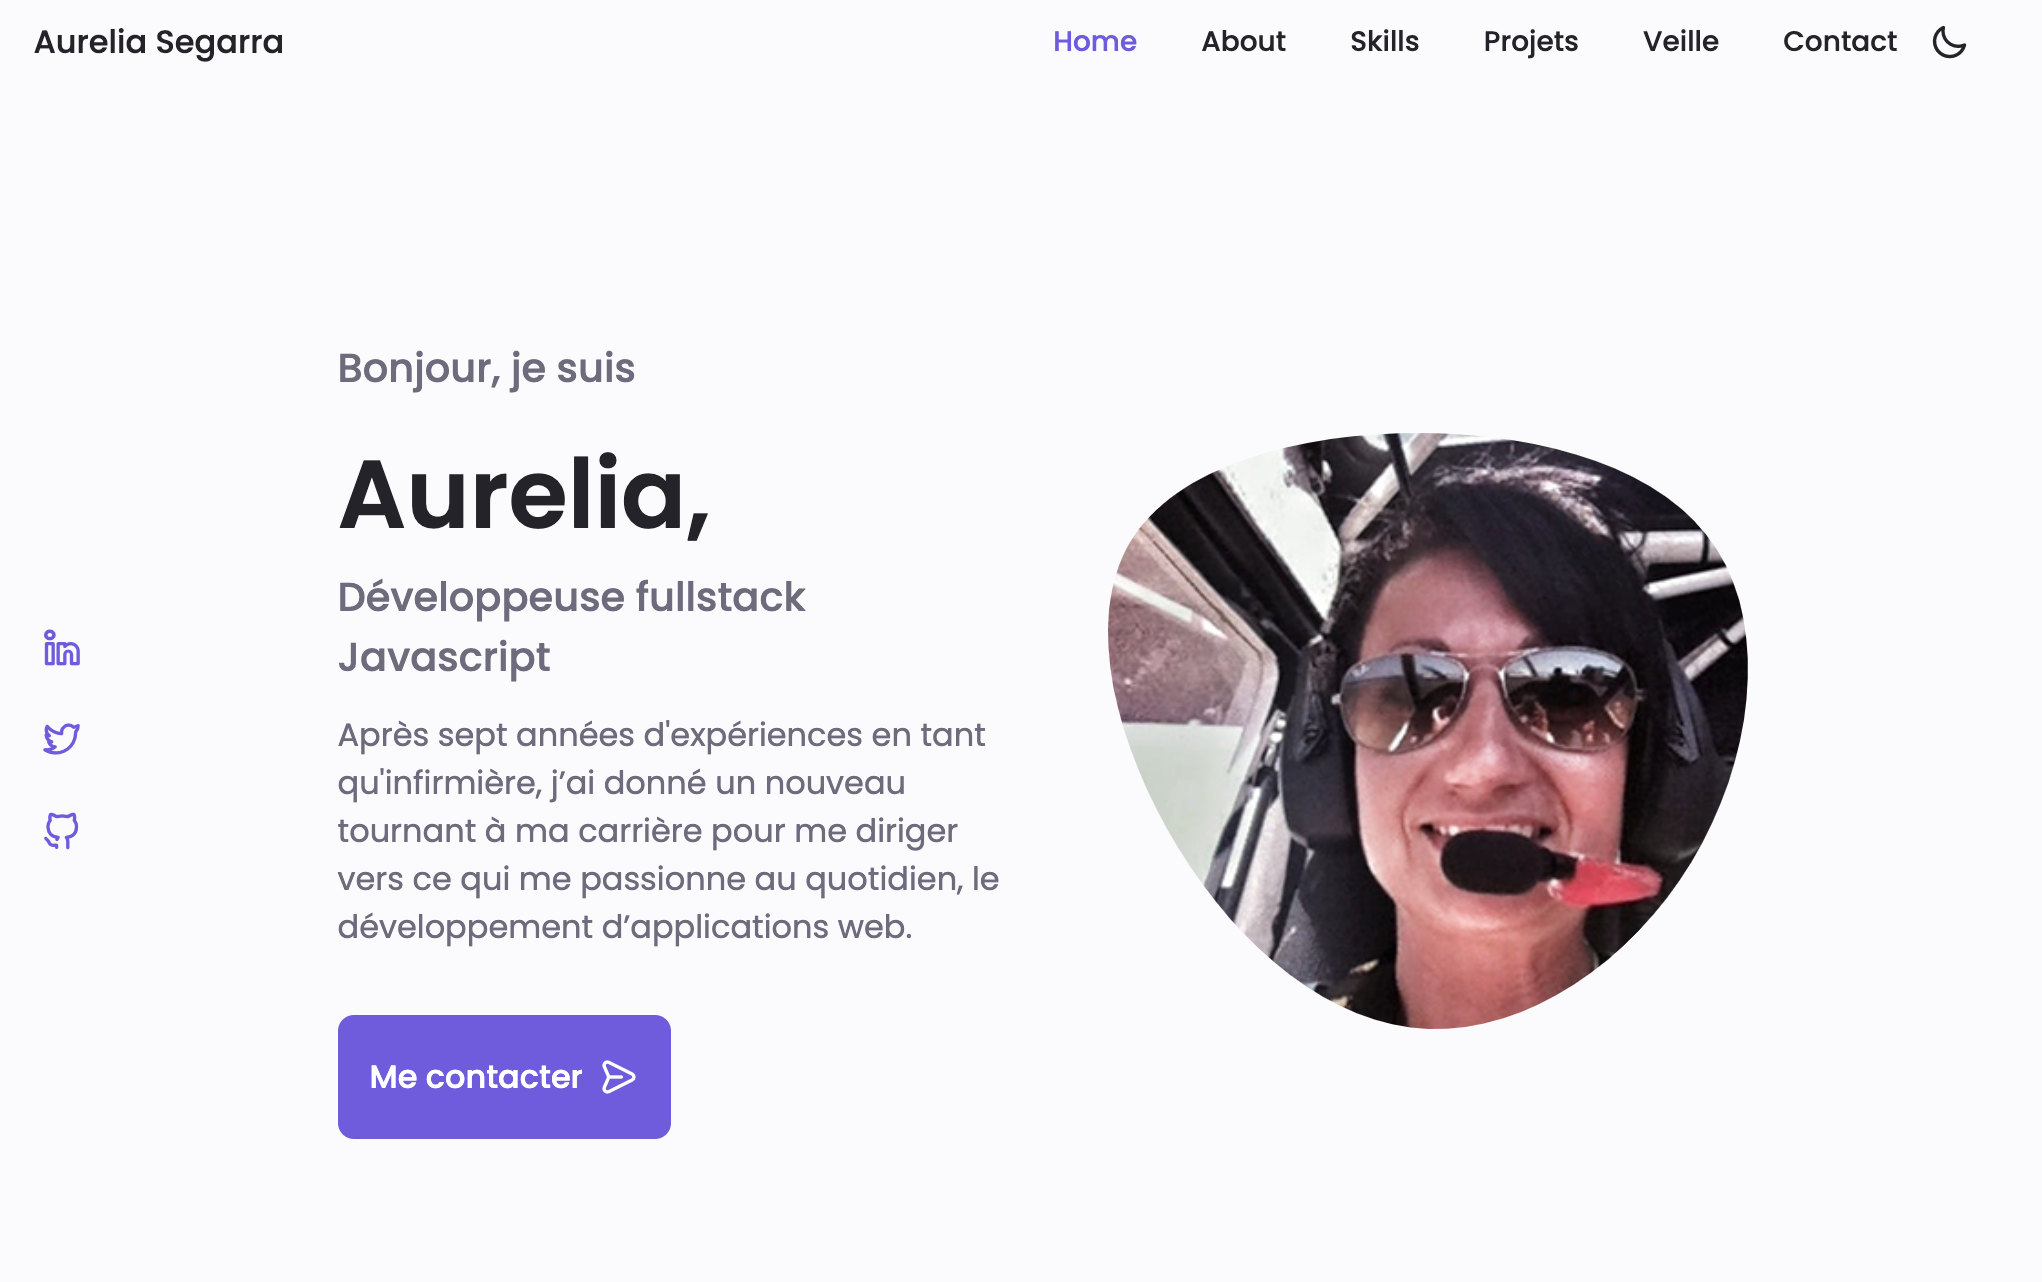 Aurelia Segarra
Home About Skills Projets Veille Contact
Bonjour, je suis
Aurelia,
Développeuse fullstack
Javascript
Après sept années d'expériences en tant
qu'infirmière, j’ai donné un nouveau
tournant à ma carrière pour me diriger
vers ce qui me passionne au quotidien, le
développement d’applications web.
Me contacter